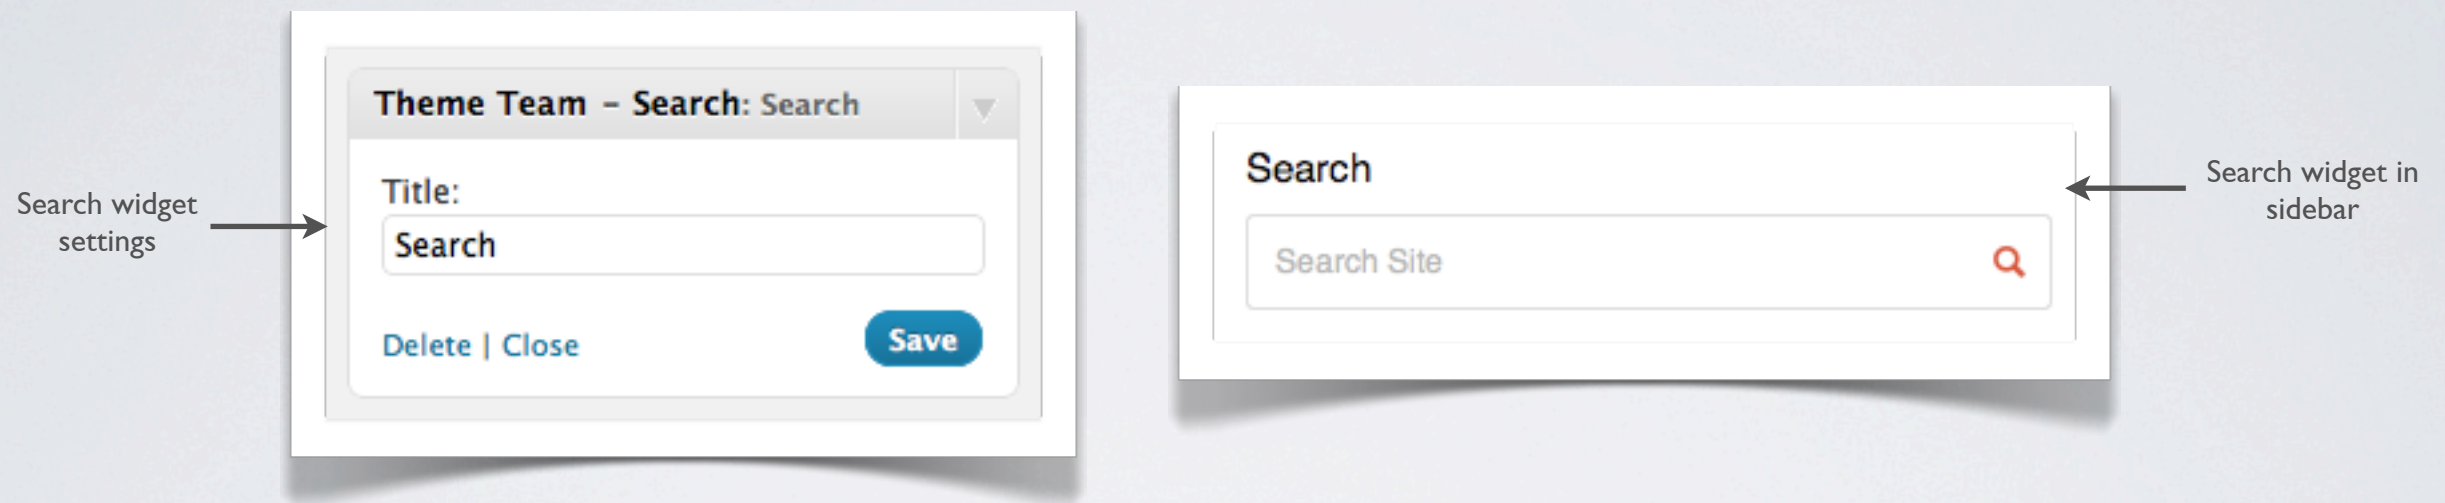 Search widget
settings
Theme Team – Search: Search
Title:
Search
Delete | Close
Save
Search
Search Site
Search widget in
sidebar